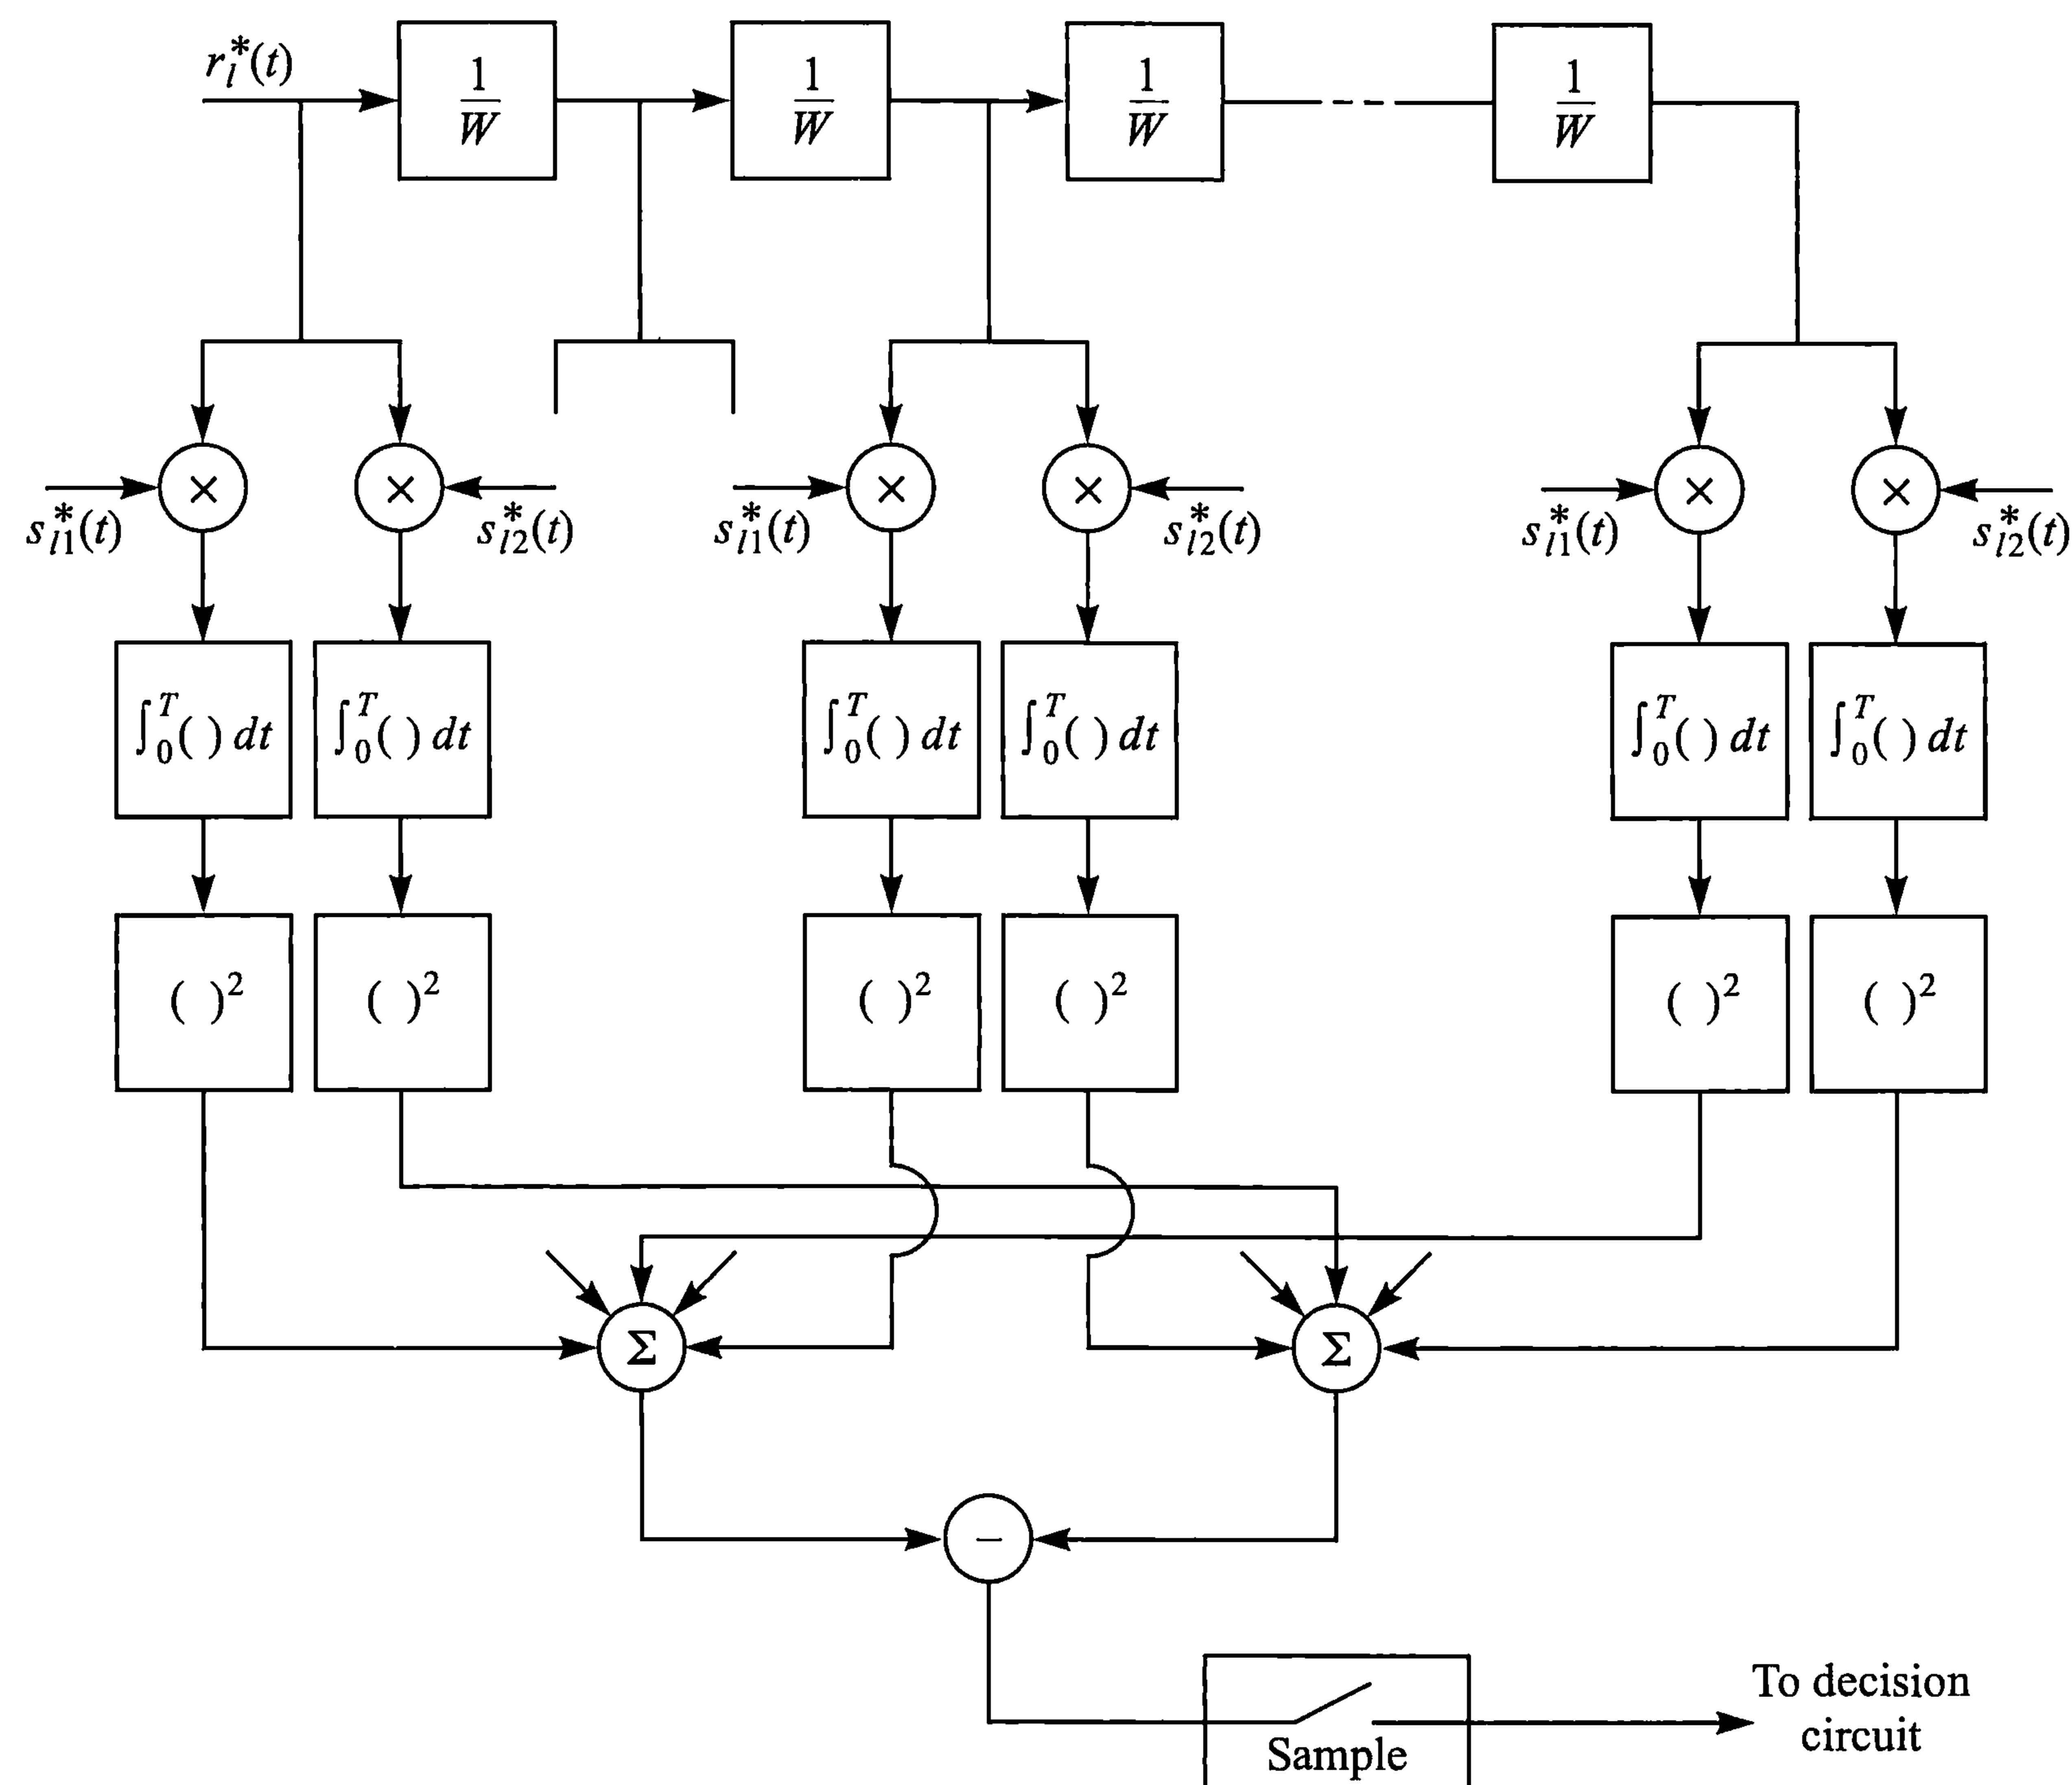 r_l^*(t)
1/W 1/W 1/W 1/W
× × × × × ×
s_{l1}^*(t) s_{l2}^*(t) s_{l1}^*(t) s_{l2}^*(t) s_{l1}^*(t) s_{l2}^*(t)
∫_0^T( ) dt ∫_0^T( ) dt ∫_0^T( ) dt ∫_0^T( ) dt ∫_0^T( ) dt ∫_0^T( ) dt
( )^2 ( )^2 ( )^2 ( )^2 ( )^2 ( )^2
Σ Σ
−
To decision
circuit
Sample